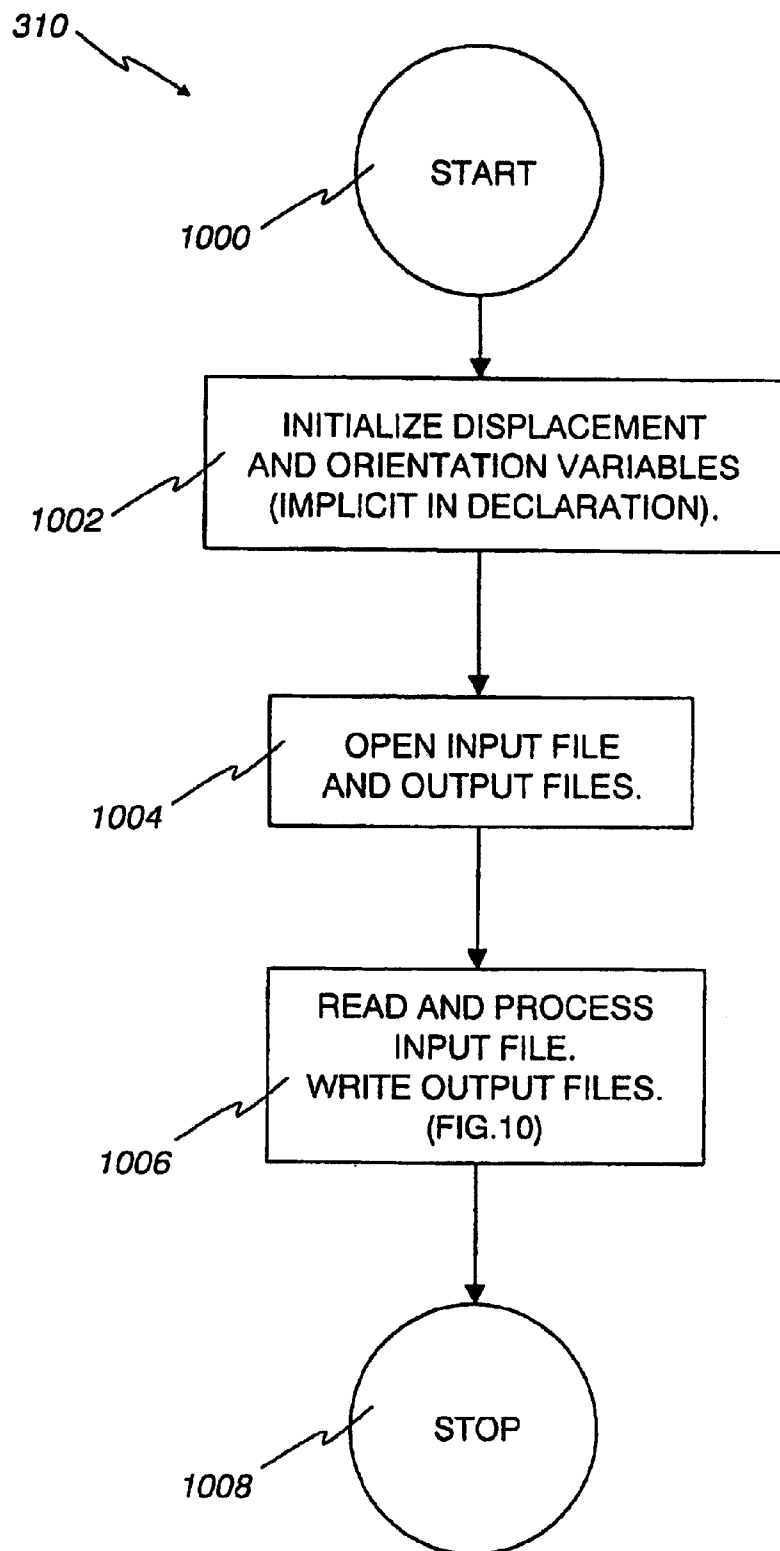 310
START
1000
INITIALIZE DISPLACEMENT
AND ORIENTATION VARIABLES
(IMPLICIT IN DECLARATION).
1002
OPEN INPUT FILE
AND OUTPUT FILES.
1004
READ AND PROCESS
INPUT FILE.
WRITE OUTPUT FILES.
(FIG.10)
1006
STOP
1008